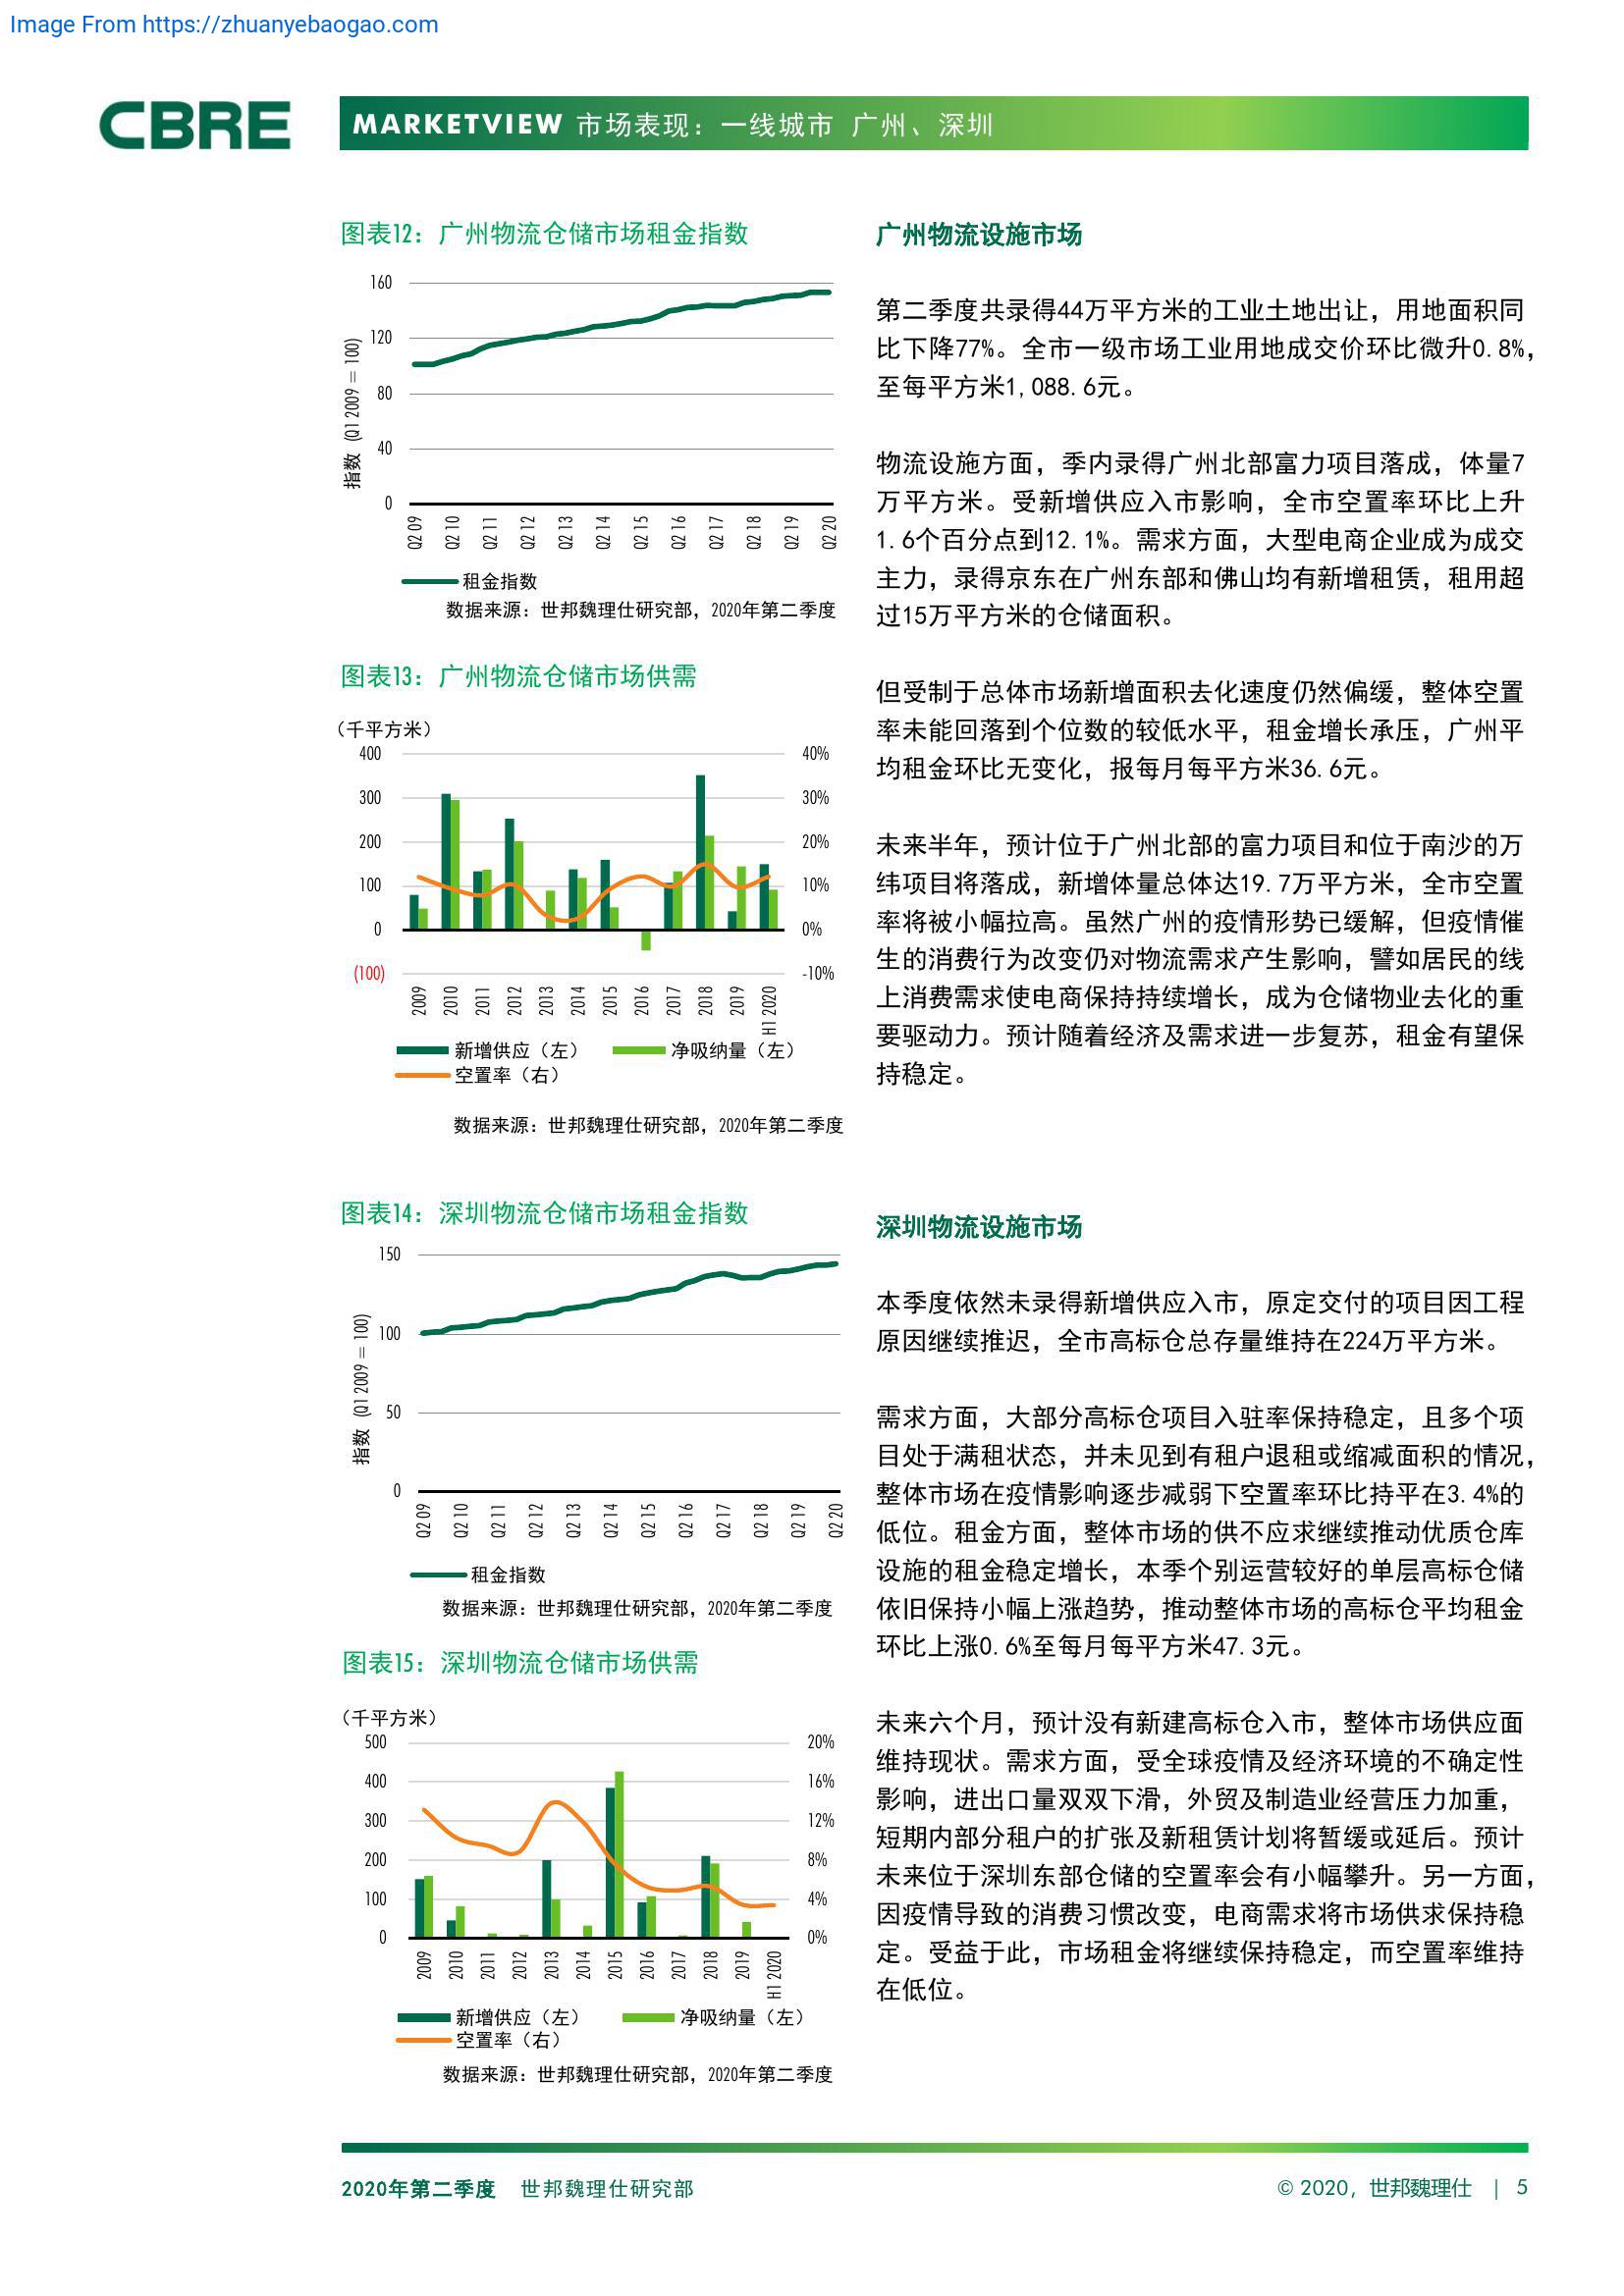 Image From https://zhuanyebaogao.com
CBRE
MARKETVIEW 市场表现：一线城市 广州、深圳
图表12：广州物流仓储市场租金指数
指数 (Q1 2009 = 100)
160
120
80
40
0
Q2 09 Q2 10 Q2 11 Q2 12 Q2 13 Q2 14 Q2 15 Q2 16 Q2 17 Q2 18 Q2 19 Q2 20
租金指数
数据来源：世邦魏理仕研究部，2020年第二季度
图表13：广州物流仓储市场供需
（千平方米）
400 40%
300 30%
200 20%
100 10%
0 0%
(100) -10%
2009 2010 2011 2012 2013 2014 2015 2016 2017 2018 2019 H1 2020
新增供应（左） 净吸纳量（左）
空置率（右）
数据来源：世邦魏理仕研究部，2020年第二季度
广州物流设施市场
第二季度共录得44万平方米的工业土地出让，用地面积同
比下降77%。全市一级市场工业用地成交价环比微升0.8%，
至每平方米1,088.6元。
物流设施方面，季内录得广州北部富力项目落成，体量7
万平方米。受新增供应入市影响，全市空置率环比上升
1.6个百分点到12.1%。需求方面，大型电商企业成为成交
主力，录得京东在广州东部和佛山均有新增租赁，租用超
过15万平方米的仓储面积。
但受制于总体市场新增面积去化速度仍然偏缓，整体空置
率未能回落到个位数的较低水平，租金增长承压，广州平
均租金环比无变化，报每月每平方米36.6元。
未来半年，预计位于广州北部的富力项目和位于南沙的万
纬项目将落成，新增体量总体达19.7万平方米，全市空置
率将被小幅拉高。虽然广州的疫情形势已缓解，但疫情催
生的消费行为改变仍对物流需求产生影响，譬如居民的线
上消费需求使电商保持持续增长，成为仓储物业去化的重
要驱动力。预计随着经济及需求进一步复苏，租金有望保
持稳定。
图表14：深圳物流仓储市场租金指数
指数 (Q1 2009 = 100)
150
100
50
0
Q2 09 Q2 10 Q2 11 Q2 12 Q2 13 Q2 14 Q2 15 Q2 16 Q2 17 Q2 18 Q2 19 Q2 20
租金指数
数据来源：世邦魏理仕研究部，2020年第二季度
图表15：深圳物流仓储市场供需
（千平方米）
500 20%
400 16%
300 12%
200 8%
100 4%
0 0%
2009 2010 2011 2012 2013 2014 2015 2016 2017 2018 2019 H1 2020
新增供应（左） 净吸纳量（左）
空置率（右）
数据来源：世邦魏理仕研究部，2020年第二季度
深圳物流设施市场
本季度依然未录得新增供应入市，原定交付的项目因工程
原因继续推迟，全市高标仓总存量维持在224万平方米。
需求方面，大部分高标仓项目入驻率保持稳定，且多个项
目处于满租状态，并未见到有租户退租或缩减面积的情况，
整体市场在疫情影响逐步减弱下空置率环比持平在3.4%的
低位。租金方面，整体市场的供不应求继续推动优质仓库
设施的租金稳定增长，本季个别运营较好的单层高标仓储
依旧保持小幅上涨趋势，推动整体市场的高标仓平均租金
环比上涨0.6%至每月每平方米47.3元。
未来六个月，预计没有新建高标仓入市，整体市场供应面
维持现状。需求方面，受全球疫情及经济环境的不确定性
影响，进出口量双双下滑，外贸及制造业经营压力加重，
短期内部分租户的扩张及新租赁计划将暂缓或延后。预计
未来位于深圳东部仓储的空置率会有小幅攀升。另一方面，
因疫情导致的消费习惯改变，电商需求将市场供求保持稳
定。受益于此，市场租金将继续保持稳定，而空置率维持
在低位。
2020年第二季度 世邦魏理仕研究部
© 2020，世邦魏理仕 | 5